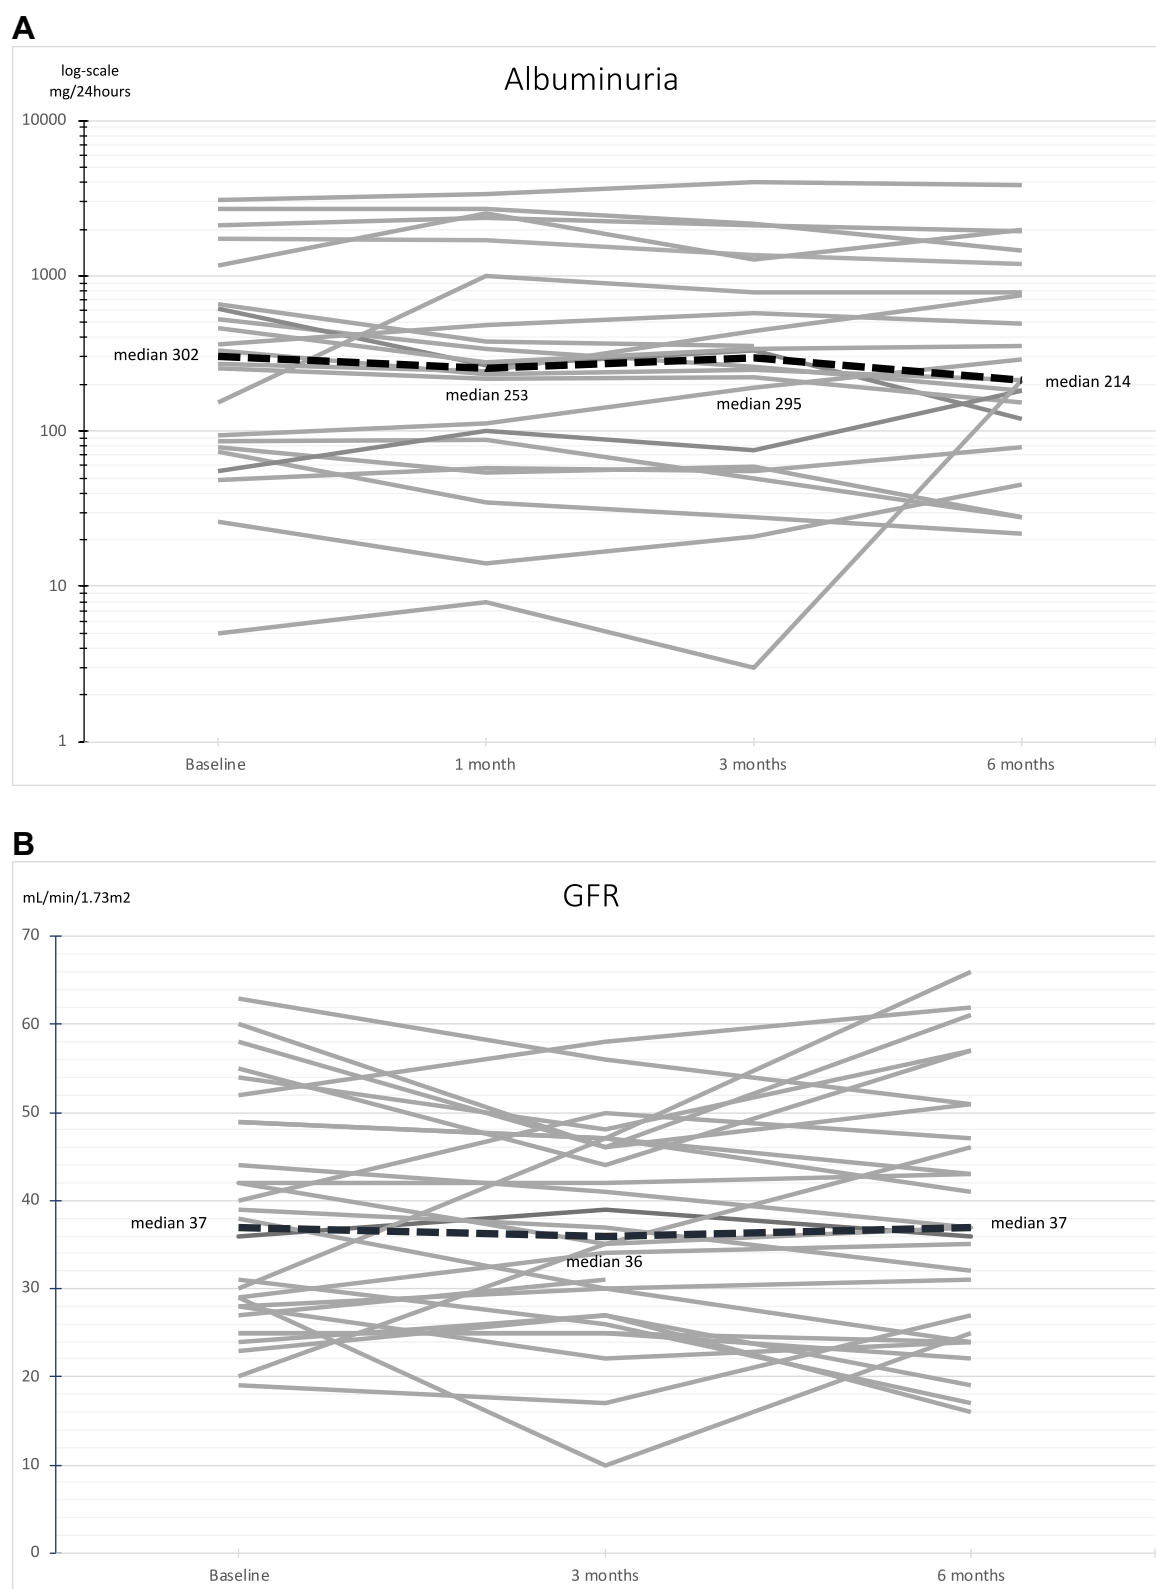 A
log-scale
mg/24hours
Albuminuria
10000
1000
median 302
median 253
median 295
median 214
100
10
1
Baseline
1 month
3 months
6 months
B
mL/min/1.73m2
GFR
70
60
50
40
median 37
median 37
median 36
30
20
10
0
Baseline
3 months
6 months